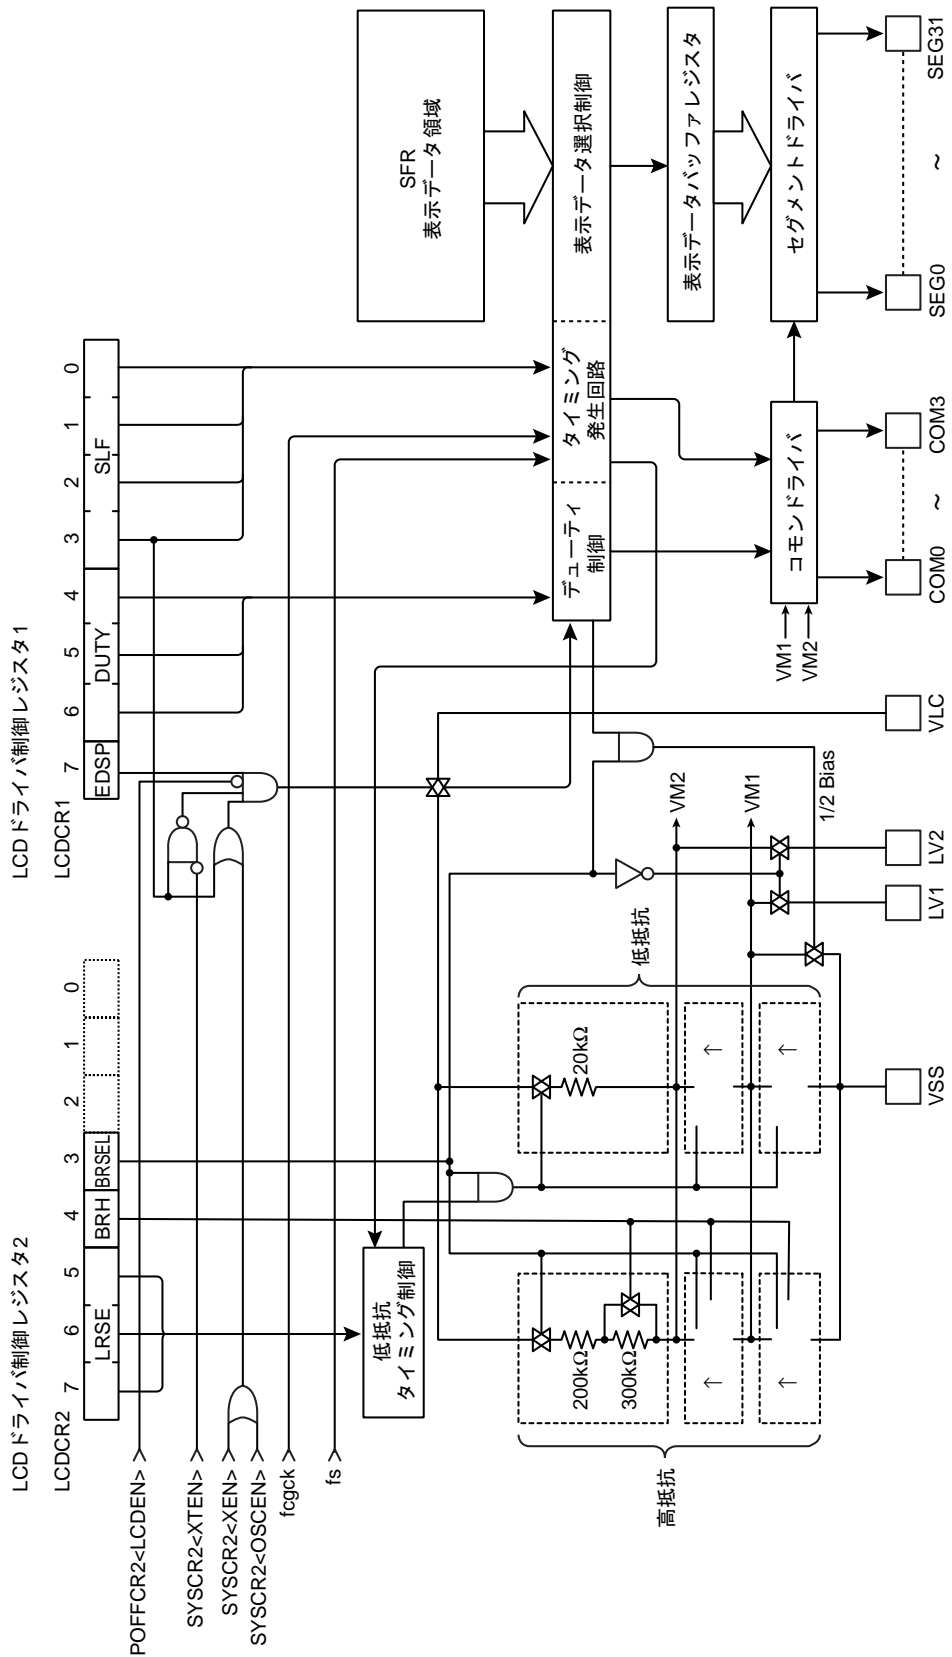 LCDドライバ制御レジスタ2
LCDドライバ制御レジスタ1
LCDCR2
LCDCR1
7 6 5 4 3 2 1 0
LRSE BRH BRSEL
7 6 5 4 3 2 1 0
EDSP DUTY SLF
POFFCR2<LCDEN>
SYSCR2<XTEN>
SYSCR2<XEN>
SYSCR2<OSCEN>
fcgck
fs
SFR
表示データ領域
低抵抗
タイミング制御
デューティ
制御
タイミング
発生回路
表示データ選択制御
表示データバッファレジスタ
高抵抗
200kΩ
300kΩ
↑
↑
低抵抗
20kΩ
↑
↑
VM2
VM1
1/2 Bias
VM1
VM2
コモンドライバ
セグメントドライバ
VSS
LV1
LV2
VLC
COM0
~
COM3
SEG0
~
SEG31